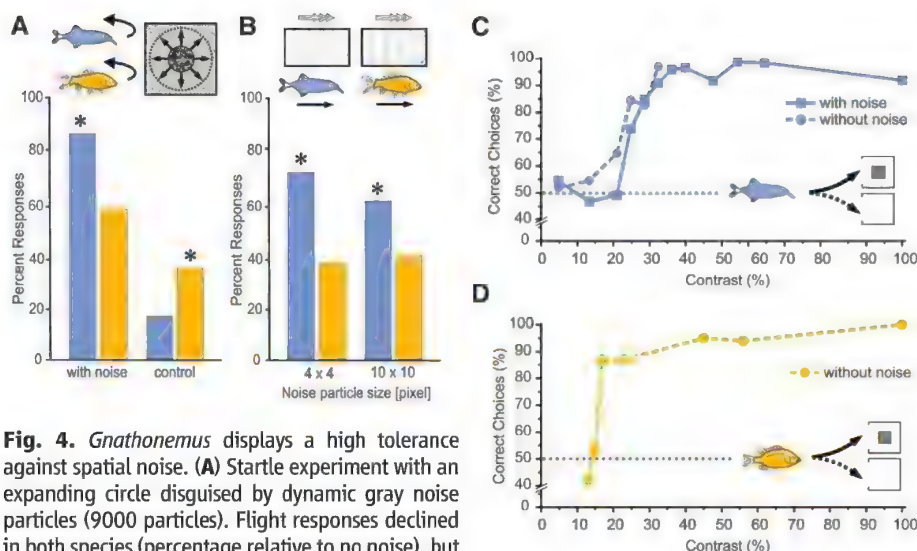 A
B
C
D
100
80
60
40
20
0
Percent Responses
*
*
with noise
control
100
80
60
40
20
0
Percent Responses
*
*
4 x 4
10 x 10
Noise particle size [pixel]
100
90
80
70
60
50
40
0
Correct Choices (%)
with noise
without noise
0
10
20
30
40
50
60
70
80
90
100
Contrast (%)
100
90
80
70
60
50
40
0
Correct Choices (%)
without noise
0
10
20
30
40
50
60
70
80
90
100
Contrast (%)
Fig. 4. Gnathonemus displays a high tolerance
against spatial noise. (A) Startle experiment with an
expanding circle disguised by dynamic gray noise
particles (9000 particles). Flight responses declined
in both species (percentage relative to no noise), but